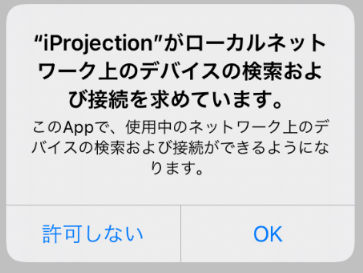 “iProjection”がローカルネット
ワーク上のデバイスの検索およ
び接続を求めています。
このAppで、使用中のネットワーク上のデ
バイスの検索および接続ができるようにな
ります。
許可しない
OK